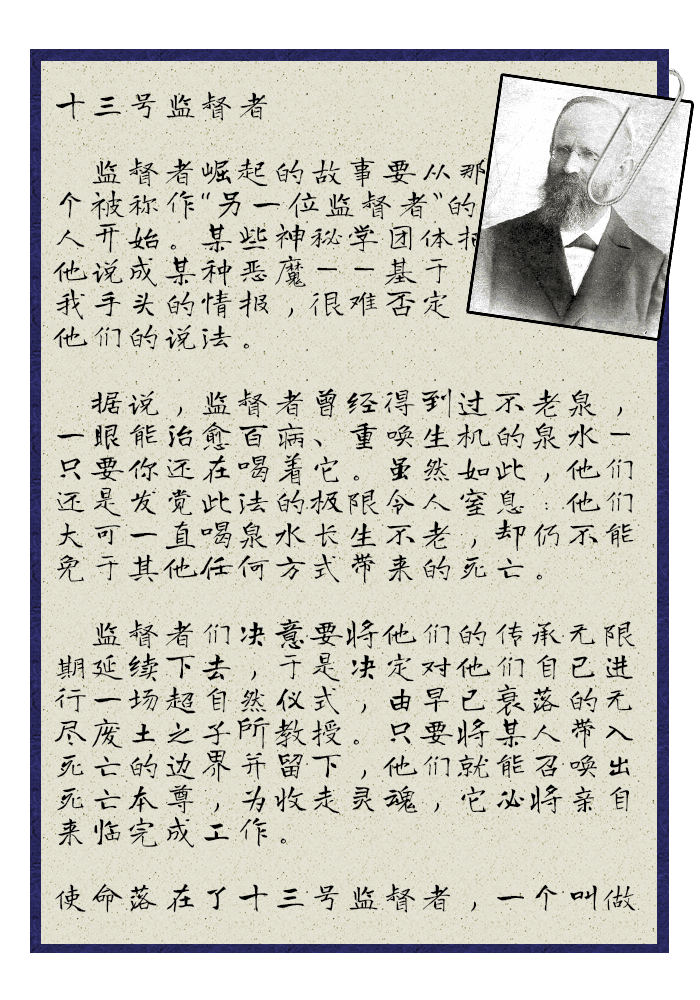 十三号监督者
监督者崛起的故事要从那
个被称作“另一位监督者”的
人开始。某些神秘学团体把
他说成某种恶魔——基于
我手头的情报，很难否定
他们的说法。
据说，监督者曾经得到过不老泉，
一眼能治愈百病、重唤生机的泉水—
只要你还在喝着它。虽然如此，他们
还是发觉此法的极限令人窒息：他们
大可一直喝泉水长生不老，却仍不能
免于其他任何方式带来的死亡。
监督者们决意要将他们的传承无限
期延续下去，于是决定对他们自己进
行一场超自然仪式，由早已衰落的无
尽废土之子所教授。只要将某人带入
死亡的边界并留下，他们就能召唤出
死亡本尊，为收走灵魂，它必将亲自
来临完成工作。
使命落在了十三号监督者，一个叫做